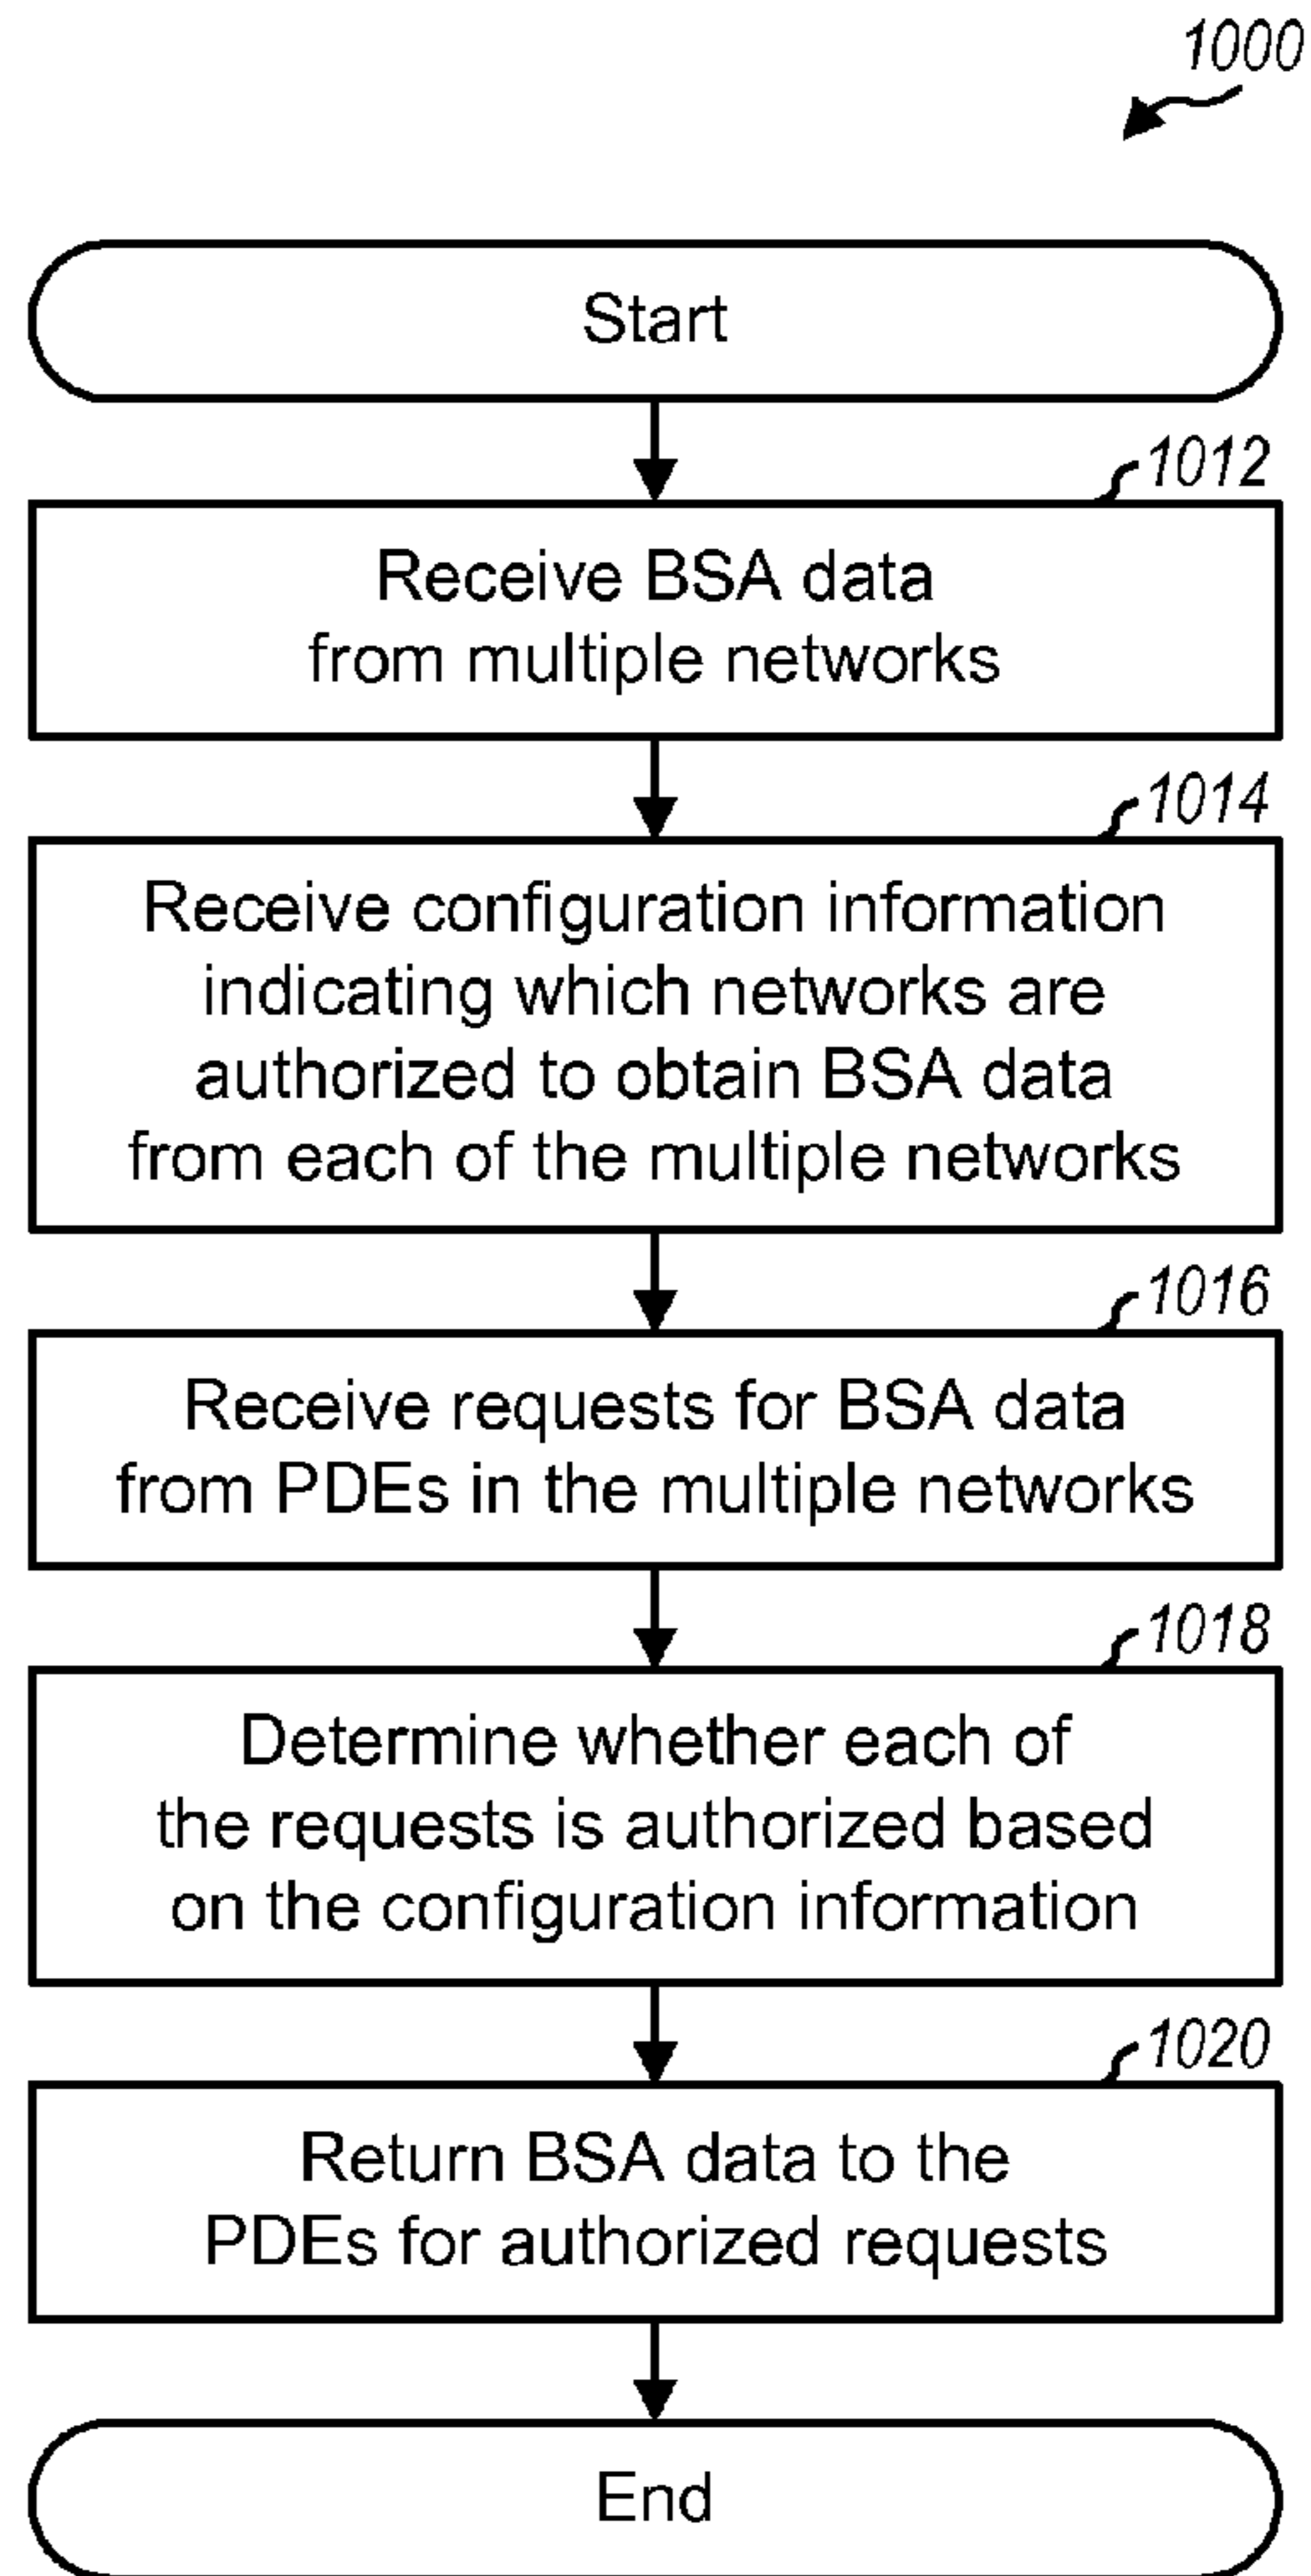 1000
Start
1012
Receive BSA data
from multiple networks
1014
Receive configuration information
indicating which networks are
authorized to obtain BSA data
from each of the multiple networks
1016
Receive requests for BSA data
from PDEs in the multiple networks
1018
Determine whether each of
the requests is authorized based
on the configuration information
1020
Return BSA data to the
PDEs for authorized requests
End